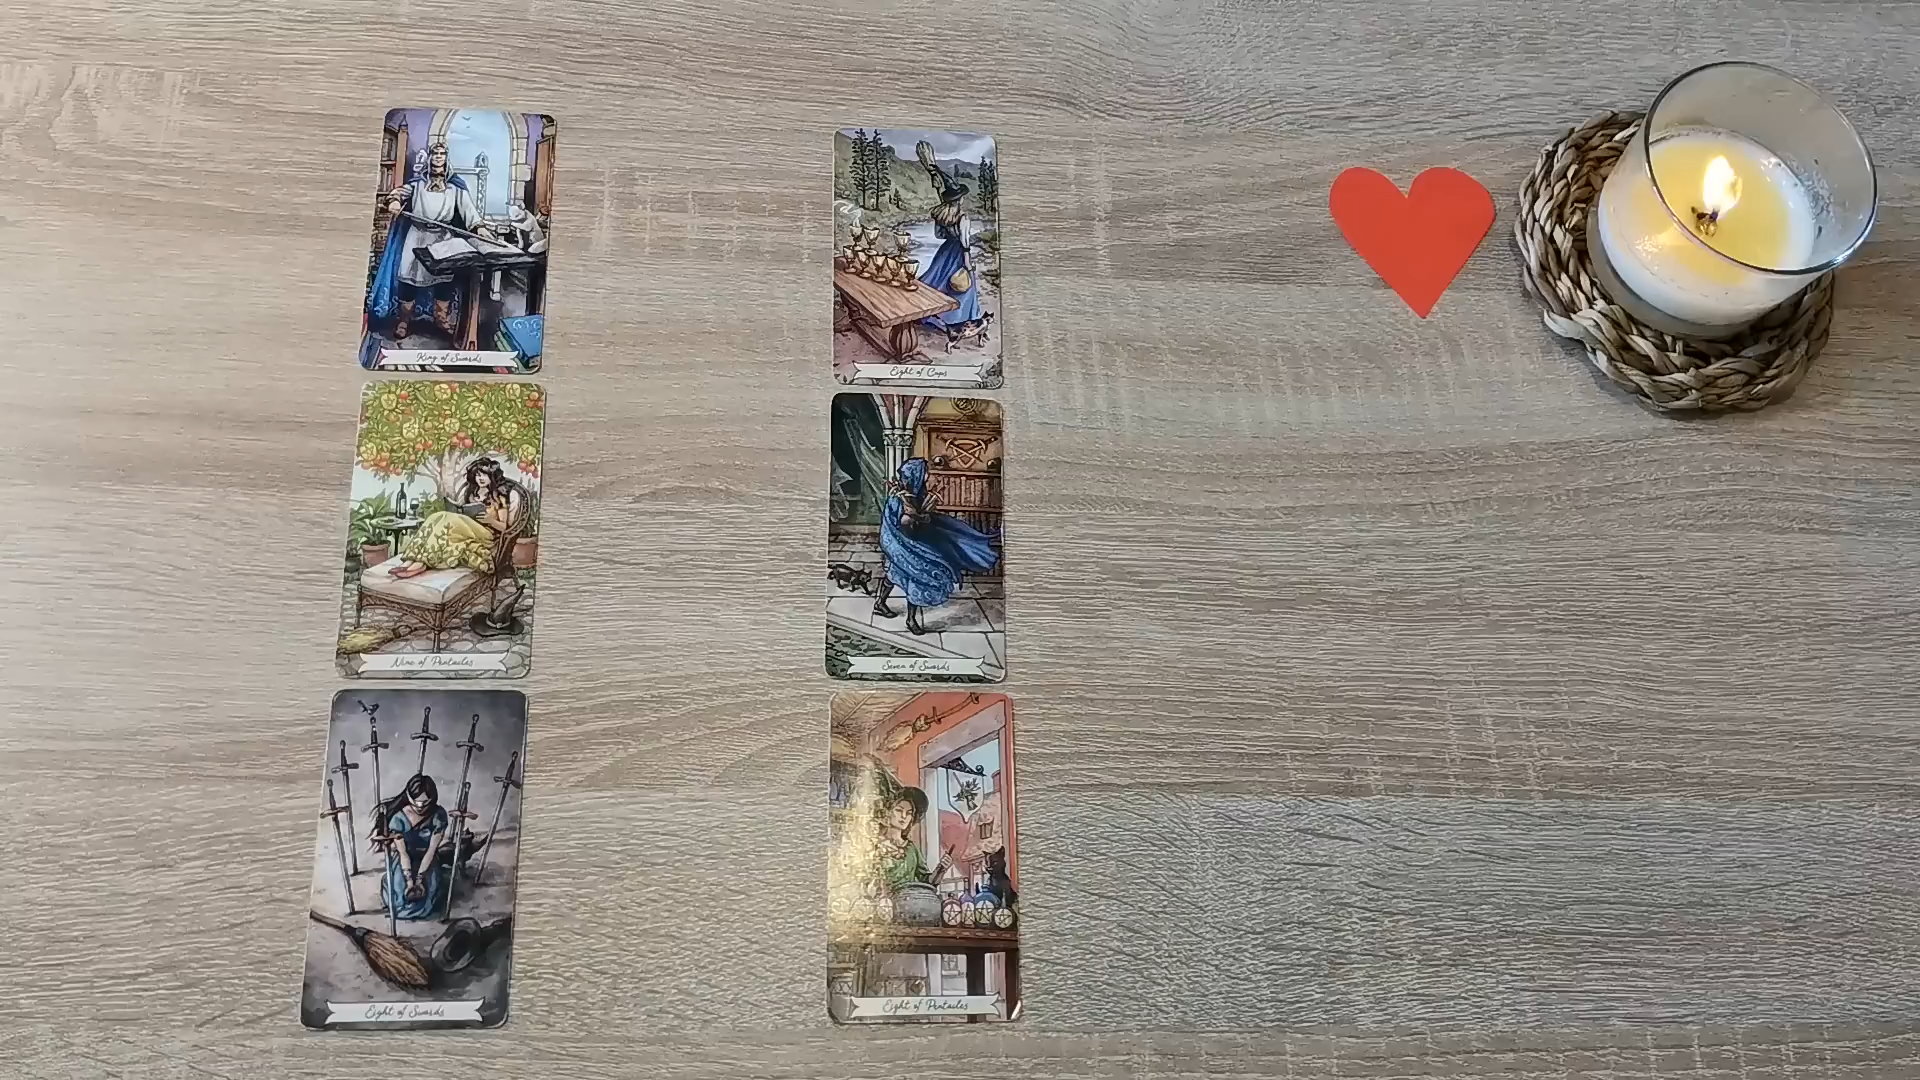 King of Swords
Nine of Pentacles
Eight of Swords
Eight of Cups
Seven of Swords
Eight of Pentacles